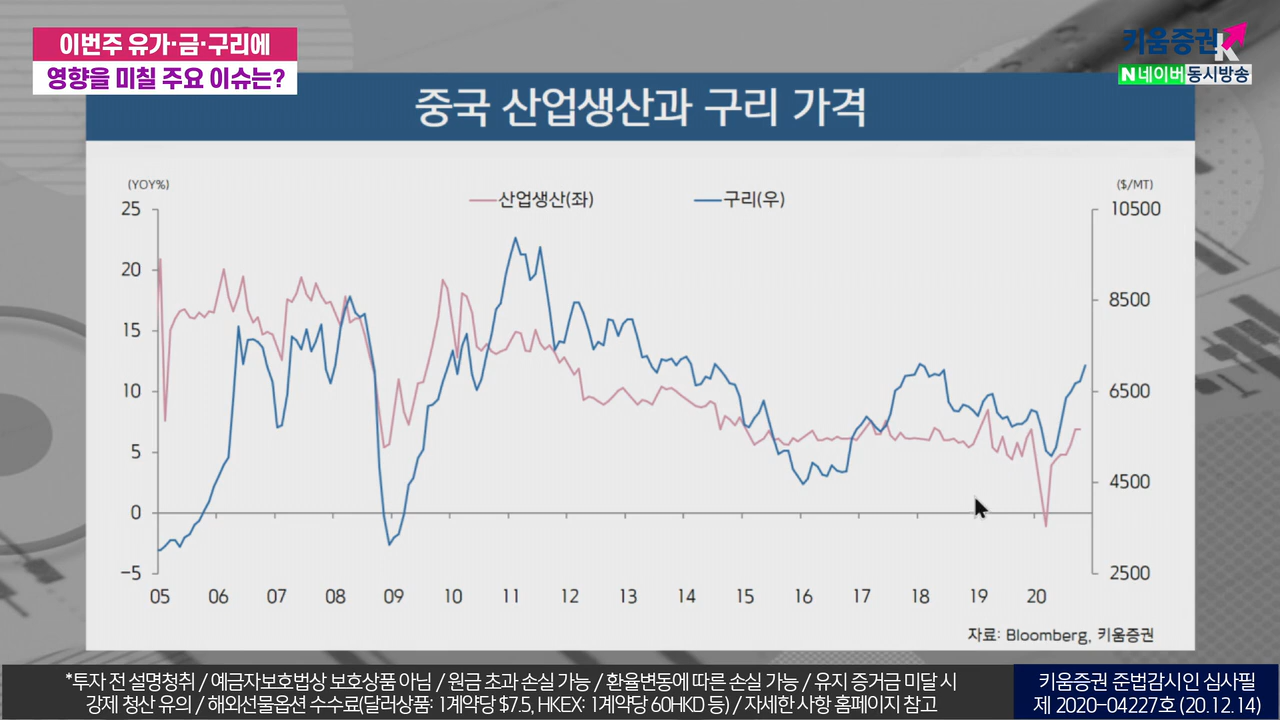 이번주 유가·금·구리에
영향을 미칠 주요 이슈는?
키움증권
N 네이버 동시방송
중국 산업생산과 구리 가격
(YOY%)
($/MT)
산업생산(좌)
구리(우)
25
20
15
10
5
0
-5
10500
8500
6500
4500
2500
05 06 07 08 09 10 11 12 13 14 15 16 17 18 19 20
자료: Bloomberg, 키움증권
*투자 전 설명청취 / 예금자보호법상 보호상품 아님 / 원금 초과 손실 가능 / 환율변동에 따른 손실 가능 / 유지 증거금 미달 시
강제 청산 유의 / 해외선물옵션 수수료(달러상품: 1계약당 $7.5, HKEX: 1계약당 60HKD 등) / 자세한 사항 홈페이지 참고
키움증권 준법감시인 심사필
제 2020-04227호 (20.12.14)